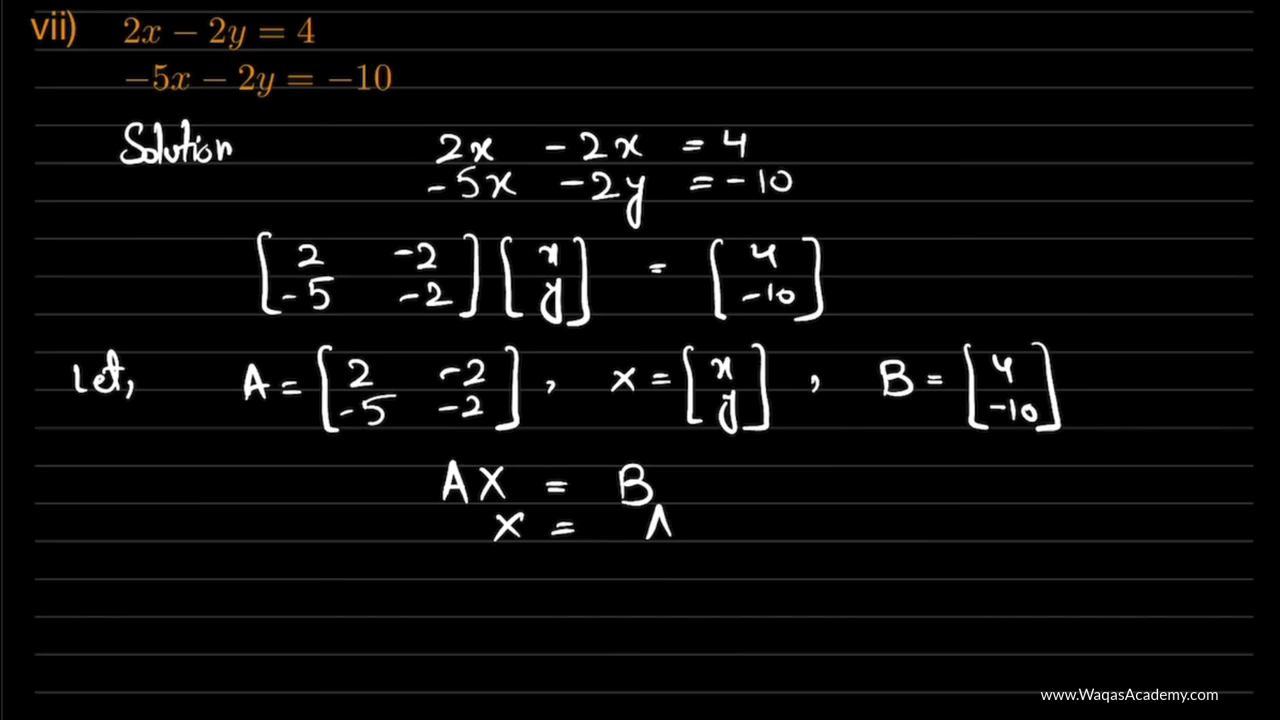 vii) 2x − 2y = 4
−5x − 2y = −10
Solution 2x - 2x = 4
-5x -2y = -10
[2 -2 -5 -2] [x y] = [4 -10]
Let, A = [2 -2 -5 -2] , X = [x y] , B = [4 -10]
AX = B
X = Λ
www.WaqasAcademy.com